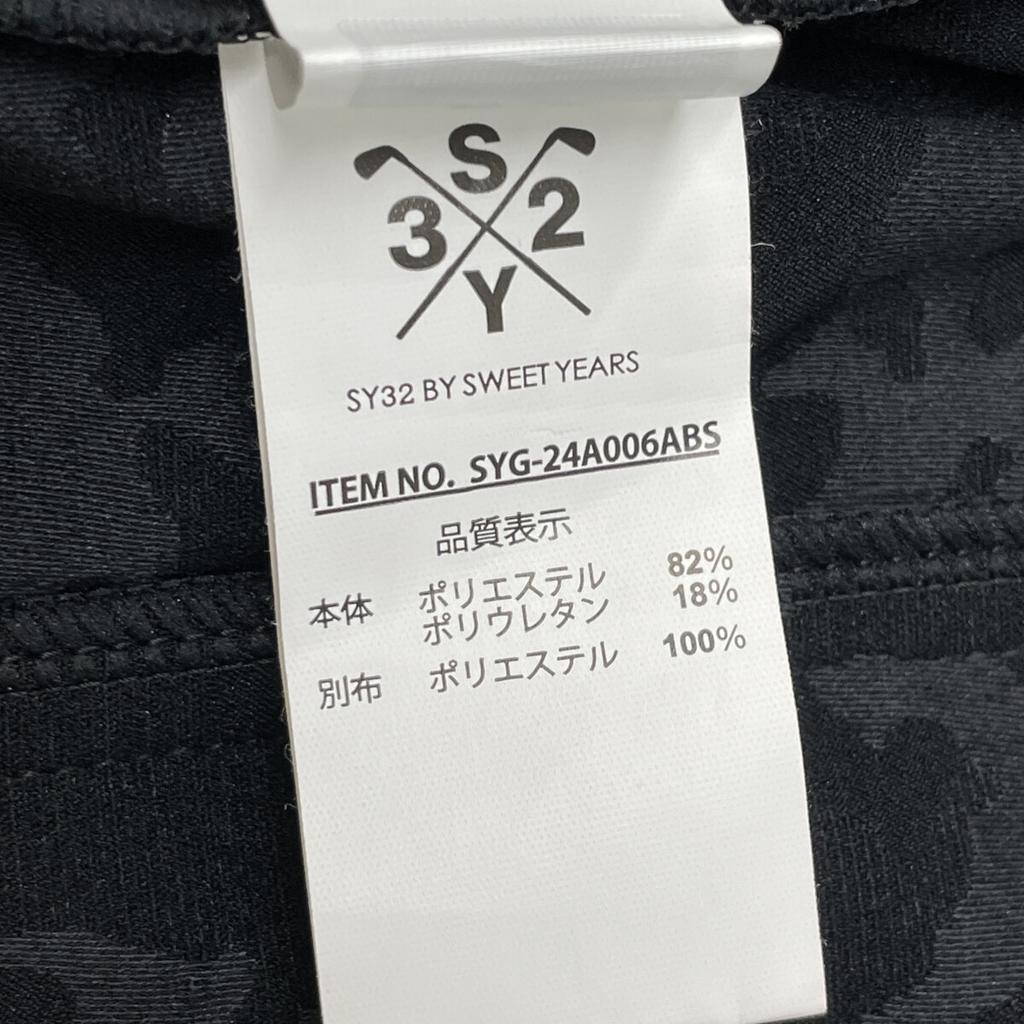 S
3 2
Y
SY32 BY SWEET YEARS
ITEM NO. SYG-24A006ABS
品質表示
本体 ポリエステル 82%
ポリウレタン 18%
別布 ポリエステル 100%